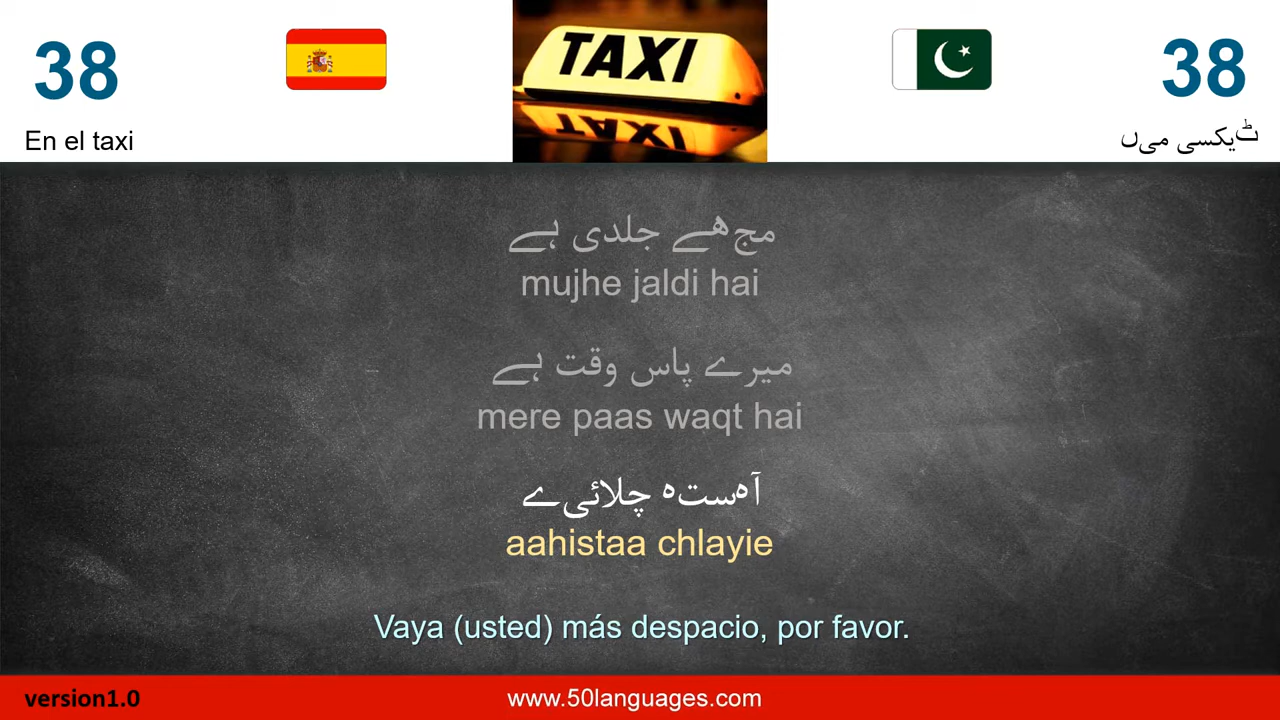 38
38
En el taxi
ٹیکسی میں
TAXI
مجھے جلدی ہے
mujhe jaldi hai
میرے پاس وقت ہے
mere paas waqt hai
آہستہ چلائیے
aahistaa chlayie
Vaya (usted) más despacio, por favor.
version1.0
www.50languages.com